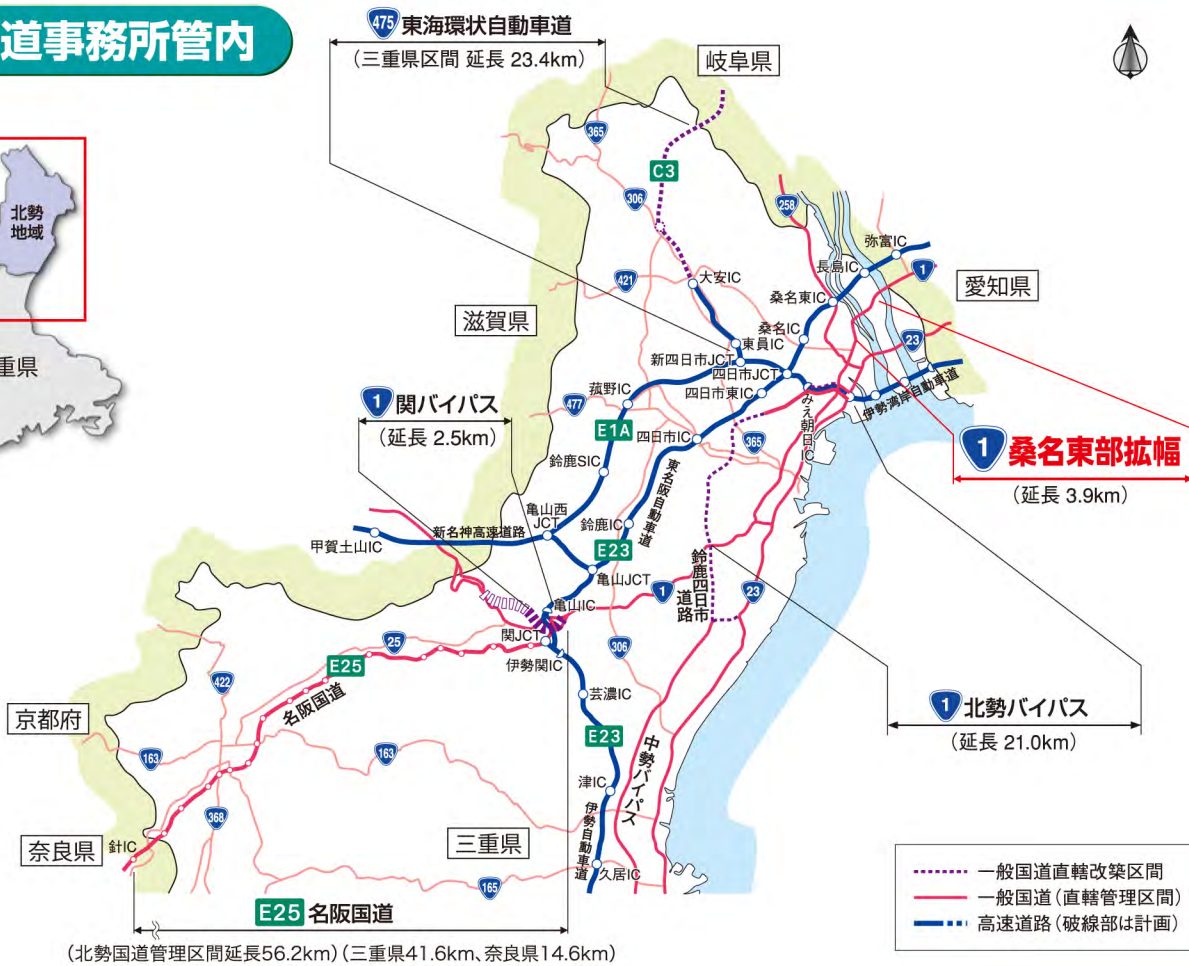 道事務所管内
475 東海環状自動車道
(三重県区間 延長 23.4km)
岐阜県
北勢
地域
重県
365
C3
306
258
弥富IC
長島IC
1
愛知県
421
大安IC
桑名東IC
滋賀県
桑名IC
東員IC
23
新四日市JCT
四日市JCT
伊勢湾岸自動車道
1 関バイパス
(延長 2.5km)
菰野IC
四日市東IC
みえ朝日IC
477
E1A
四日市IC
365
1 桑名東部拡幅
(延長 3.9km)
鈴鹿SIC
東名阪自動車道
亀山西
JCT
鈴鹿IC
新名神高速道路
甲賀土山IC
E23
亀山JCT
鈴鹿四日市
道路
1
23
亀山IC
関JCT
25
306
伊勢関IC
E25
422
芸濃IC
1 北勢バイパス
(延長 21.0km)
京都府
名阪国道
E23
163
163
中勢バイパス
津IC
368
伊勢自動車道
三重県
奈良県
針IC
久居IC
165
一般国道直轄改築区間
一般国道(直轄管理区間)
高速道路(破線部は計画)
E25 名阪国道
(北勢国道管理区間延長56.2km)(三重県41.6km、奈良県14.6km)